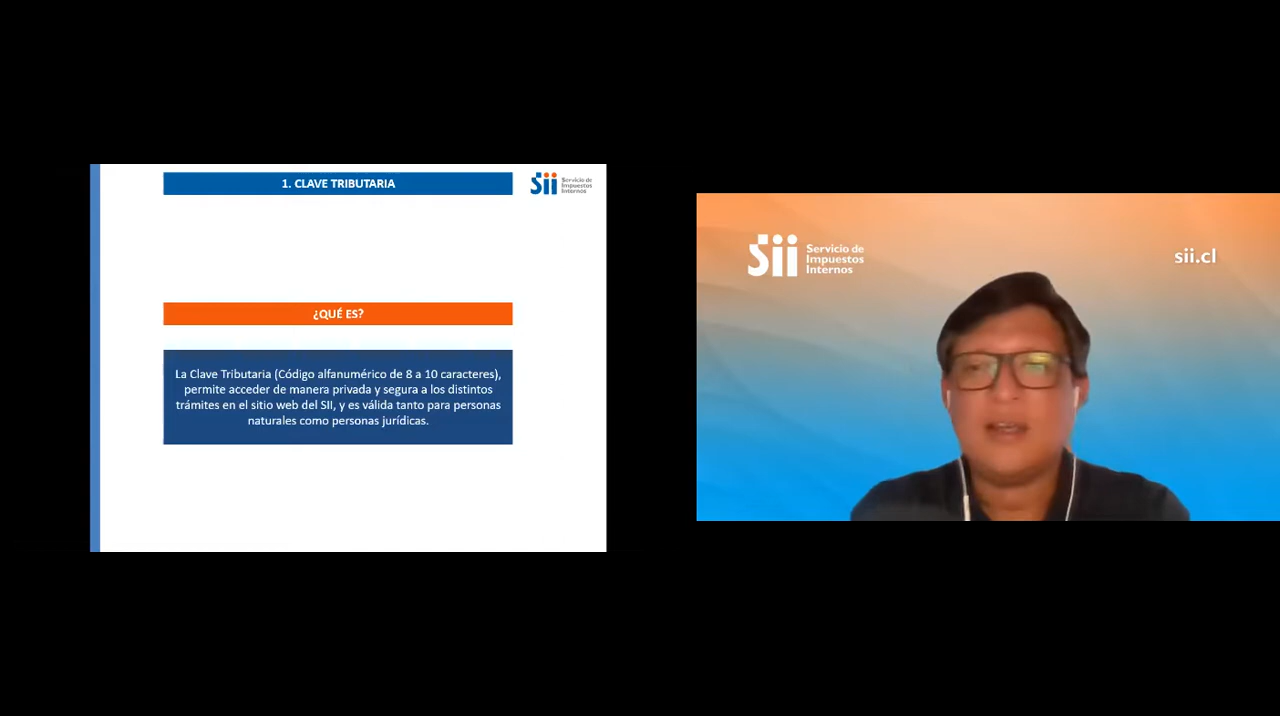 1. CLAVE TRIBUTARIA
Sii Servicio de
Impuestos
Internos
¿QUÉ ES?
La Clave Tributaria (Código alfanumérico de 8 a 10 caracteres),
permite acceder de manera privada y segura a los distintos
trámites en el sitio web del SII, y es válida tanto para personas
naturales como personas jurídicas.
Sii Servicio de
Impuestos
Internos
sii.cl